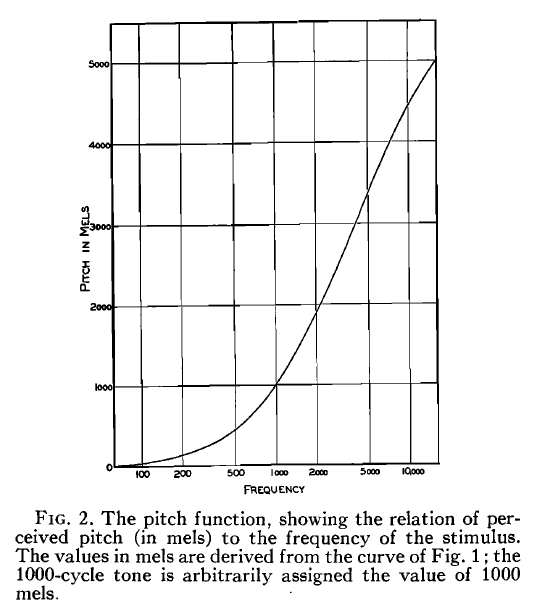 5000
4000
3000
2000
1000
0
PITCH IN MELS
100 200 500 1000 2000 5000 10,000
FREQUENCY
FIG. 2. The pitch function, showing the relation of per-
ceived pitch (in mels) to the frequency of the stimulus.
The values in mels are derived from the curve of Fig. 1; the
1000-cycle tone is arbitrarily assigned the value of 1000
mels.